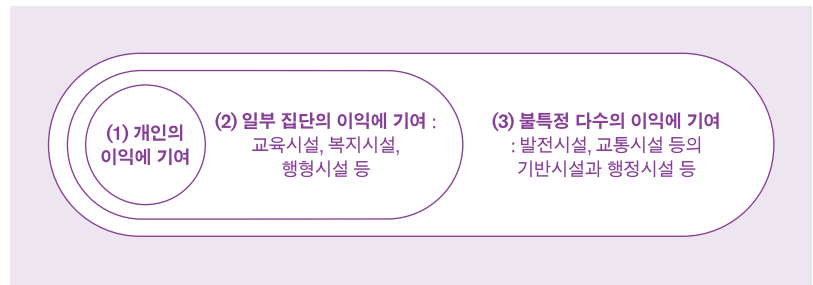 (1) 개인의
이익에 기여
(2) 일부 집단의 이익에 기여 :
교육시설, 복지시설,
행형시설 등
(3) 불특정 다수의 이익에 기여
: 발전시설, 교통시설 등의
기반시설과 행정시설 등